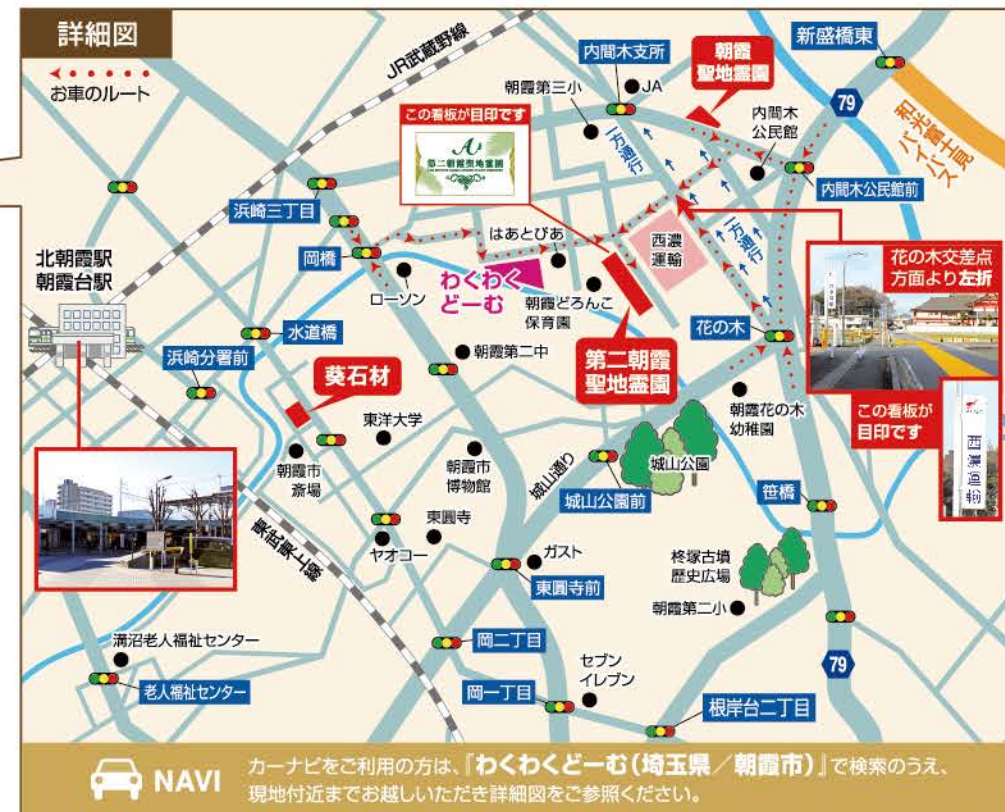 詳細図
お車のルート
JR武蔵野線
内間木支所
朝霞
聖地霊園
新盛橋東
朝霞第三小
JA
79
この看板が目印です
第二朝霞聖地霊園
一方通行
内間木
公民館
和光富士見
バイパス
内間木公民館前
浜崎三丁目
岡橋
はあとぴあ
西濃
運輸
一方通行
花の木交差点
方面より左折
北朝霞駅
朝霞台駅
ローソン
わくわく
どーむ
朝霞どろんこ
保育園
水道橋
花の木
浜崎分署前
朝霞第二中
第二朝霞
聖地霊園
葵石材
朝霞花の木
幼稚園
この看板が
目印です
西濃運輸
東洋大学
朝霞市
斎場
朝霞市
博物館
城山通り
城山公園
城山公園前
笹橋
東圓寺
ヤオコー
東武東上線
ガスト
東圓寺前
柊塚古墳
歴史広場
朝霞第二小
溝沼老人福祉センター
老人福祉センター
岡二丁目
セブン
イレブン
岡一丁目
根岸台二丁目
79
NAVI
カーナビをご利用の方は、『わくわくどーむ(埼玉県/朝霞市)』で検索のうえ、
現地付近までお越しいただき詳細図をご参照ください。